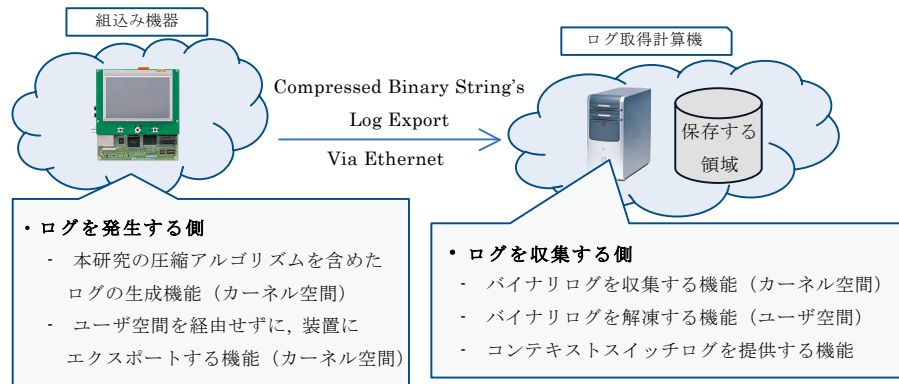 組込み機器
ログ取得計算機
Compressed Binary String's
Log Export
Via Ethernet
保存する
領域
・ログを発生する側
- 本研究の圧縮アルゴリズムを含めた
ログの生成機能（カーネル空間）
- ユーザ空間を経由せずに, 装置に
エクスポートする機能（カーネル空間）
• ログを収集する側
- バイナリログを収集する機能（カーネル空間）
- バイナリログを解凍する機能（ユーザ空間）
- コンテキストスイッチログを提供する機能